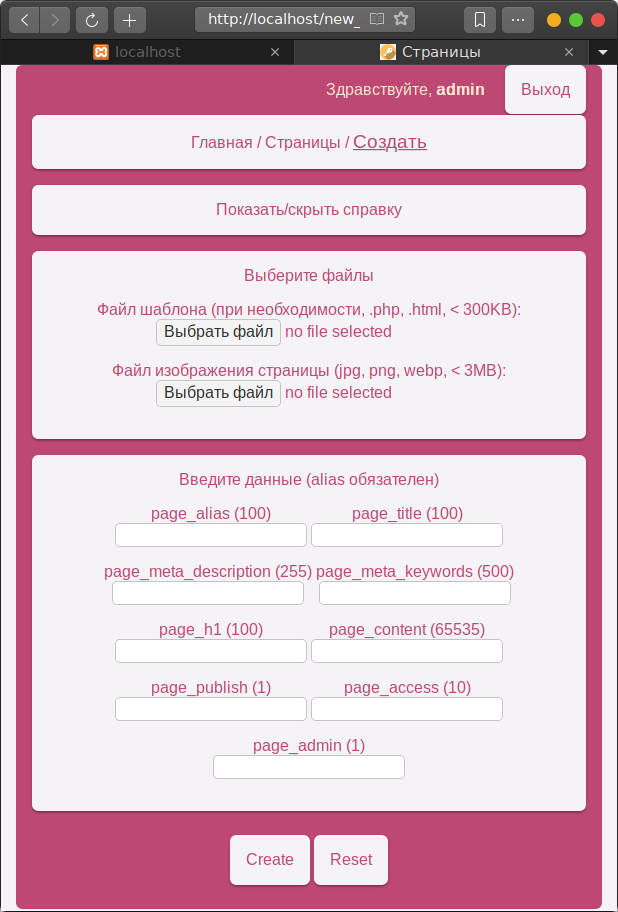 http://localhost/new_
localhost
Страницы
Здравствуйте, admin
Выход
Главная / Страницы / Создать
Показать/скрыть справку
Выберите файлы
Файл шаблона (при необходимости, .php, .html, < 300KB):
Выбрать файл no file selected
Файл изображения страницы (jpg, png, webp, < 3MB):
Выбрать файл no file selected
Введите данные (alias обязателен)
page_alias (100) page_title (100)
page_meta_description (255) page_meta_keywords (500)
page_h1 (100) page_content (65535)
page_publish (1) page_access (10)
page_admin (1)
Create Reset